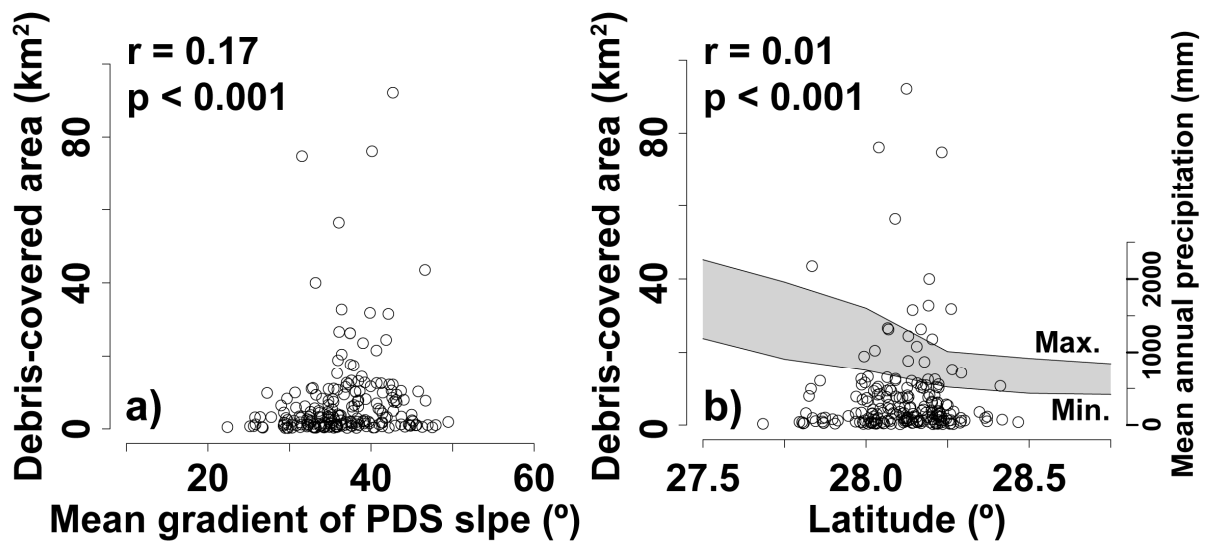 Debris-covered area (km²)
r = 0.17
p < 0.001
80
40
0
a)
20 40 60
Mean gradient of PDS slpe (º)
Debris-covered area (km²)
r = 0.01
p < 0.001
80
40
0
b)
Max.
Min.
2000
1000
0
Mean annual precipitation (mm)
27.5 28.0 28.5
Latitude (º)